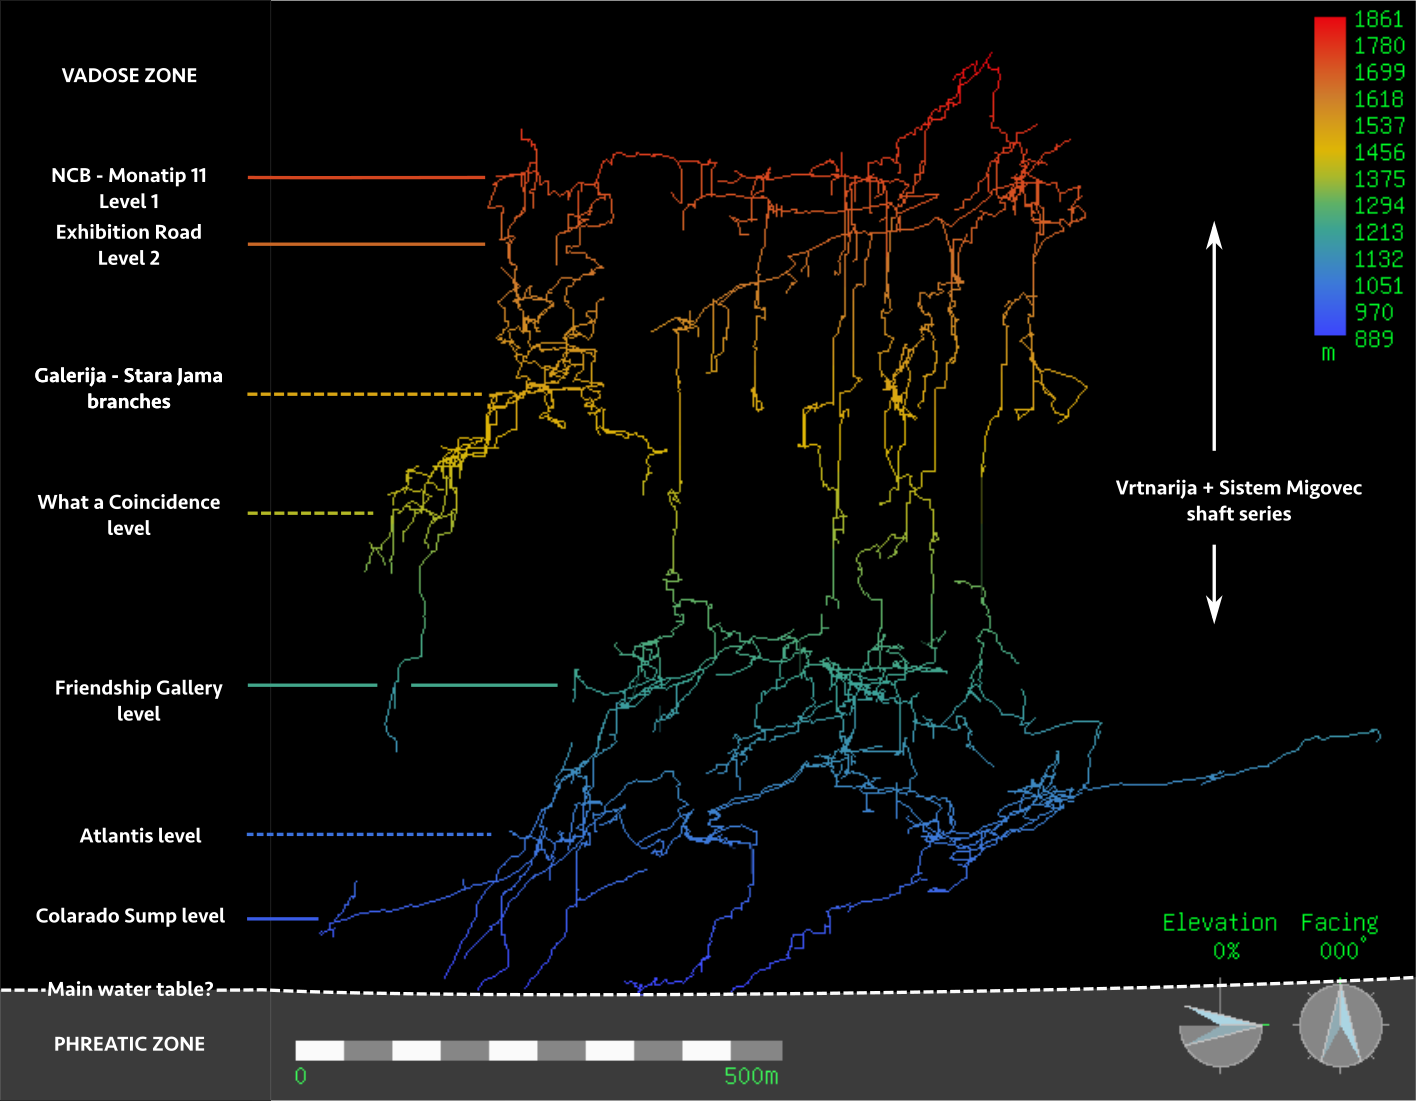 VADOSE ZONE
NCB - Monatip 11
Level 1
Exhibition Road
Level 2
Galerija - Stara Jama
branches
What a Coincidence
level
Friendship Gallery
level
Atlantis level
Colarado Sump level
Main water table?
PHREATIC ZONE
0
500m
Vrtnarija + Sistem Migovec
shaft series
1861
1780
1699
1618
1537
1456
1375
1294
1213
1132
1051
970
889
m
Elevation
0%
Facing
000°